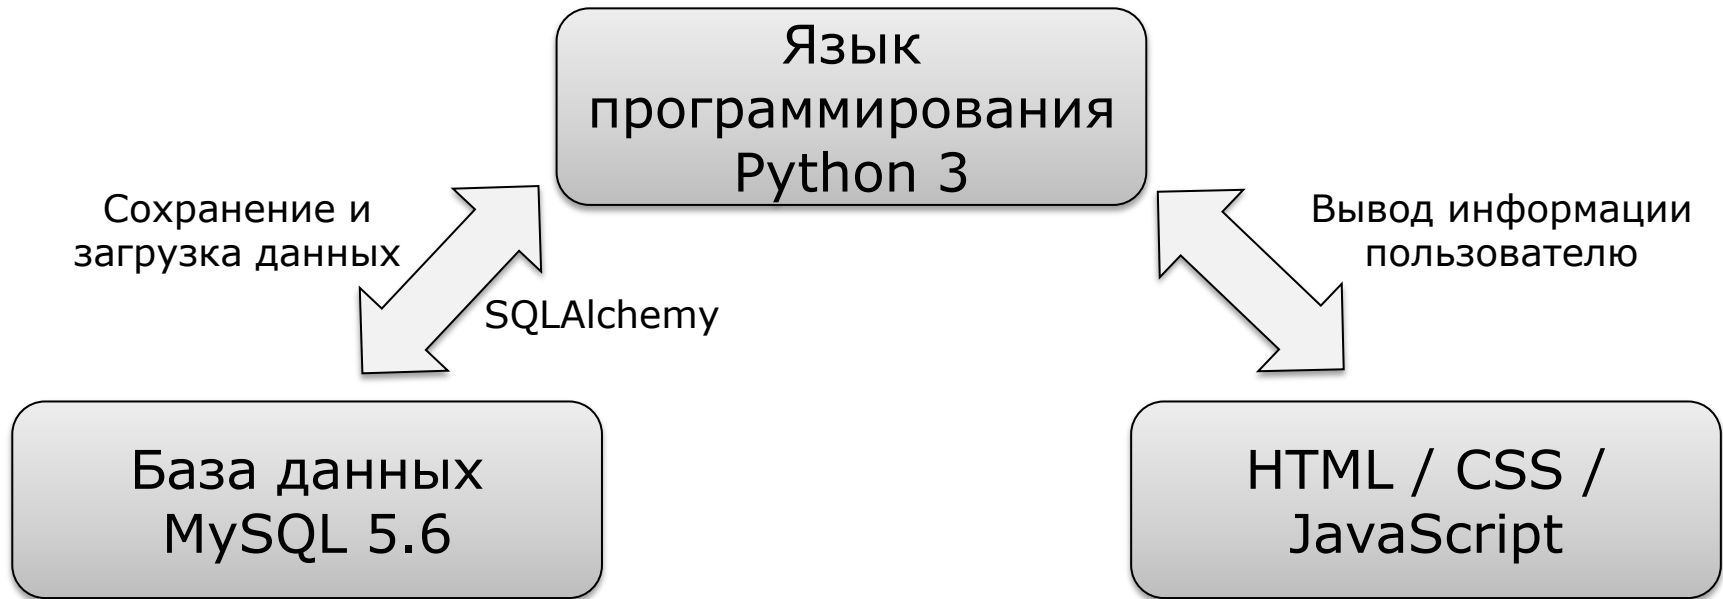 Язык
программирования
Python 3
Сохранение и
загрузка данных
SQLAlchemy
Вывод информации
пользователю
База данных
MySQL 5.6
HTML / CSS /
JavaScript